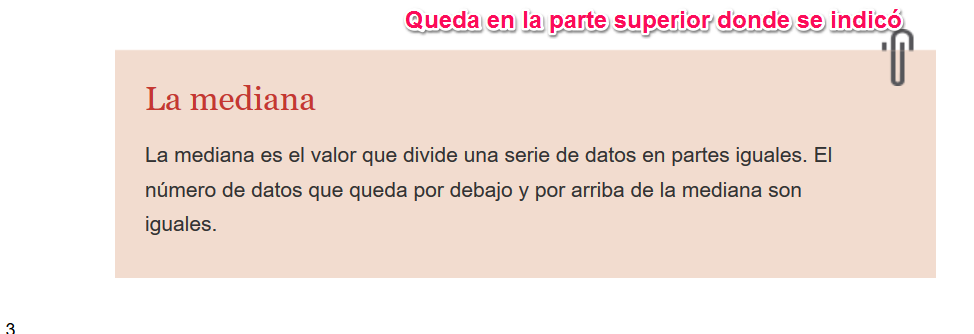 Queda en la parte superior donde se indicó
La mediana
La mediana es el valor que divide una serie de datos en partes iguales. El
número de datos que queda por debajo y por arriba de la mediana son
iguales.
3